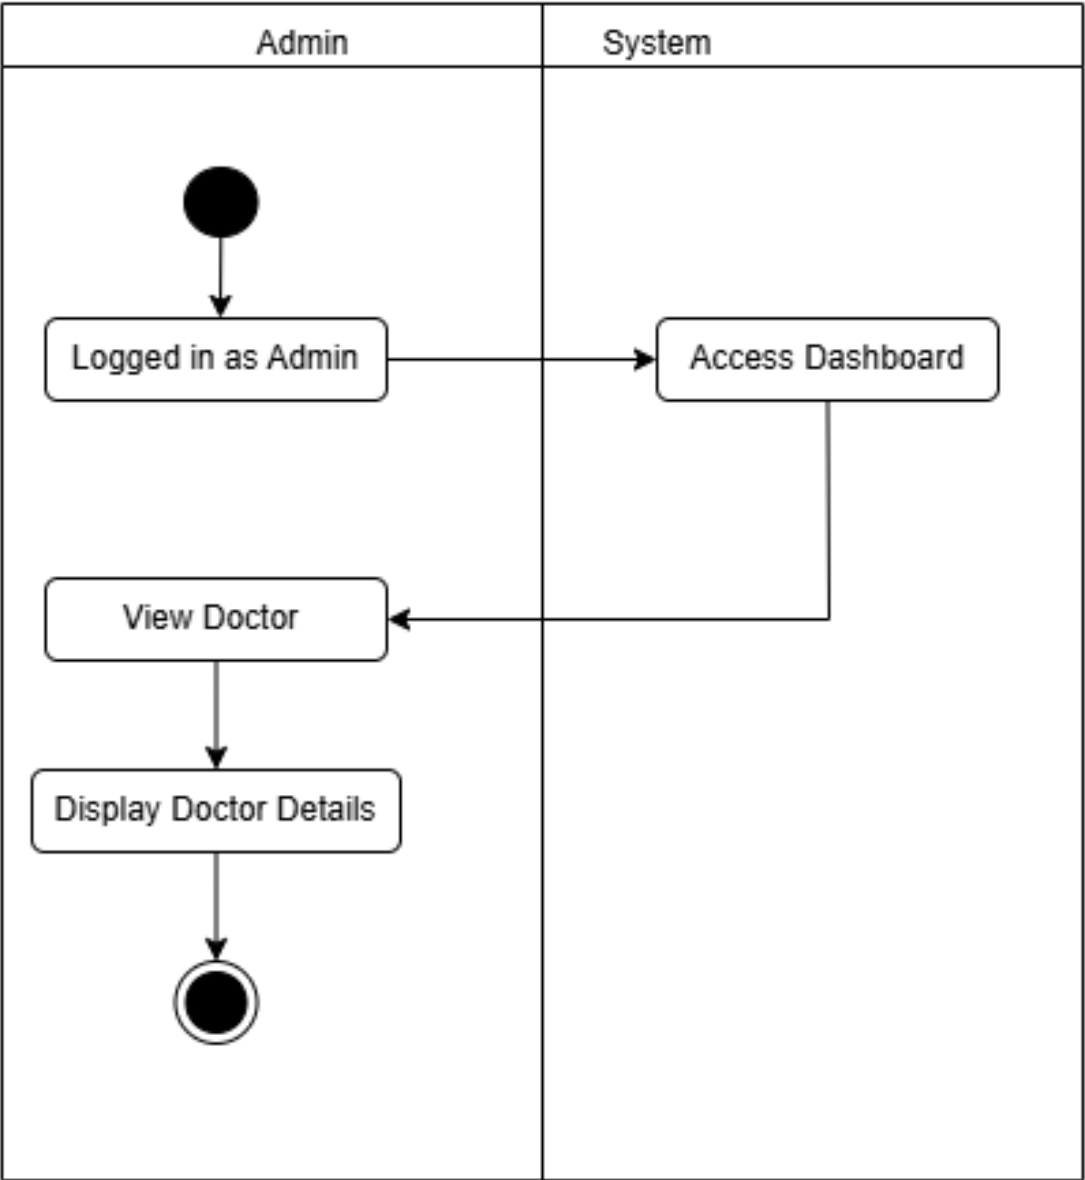 Admin
System
Logged in as Admin
Access Dashboard
View Doctor
Display Doctor Details